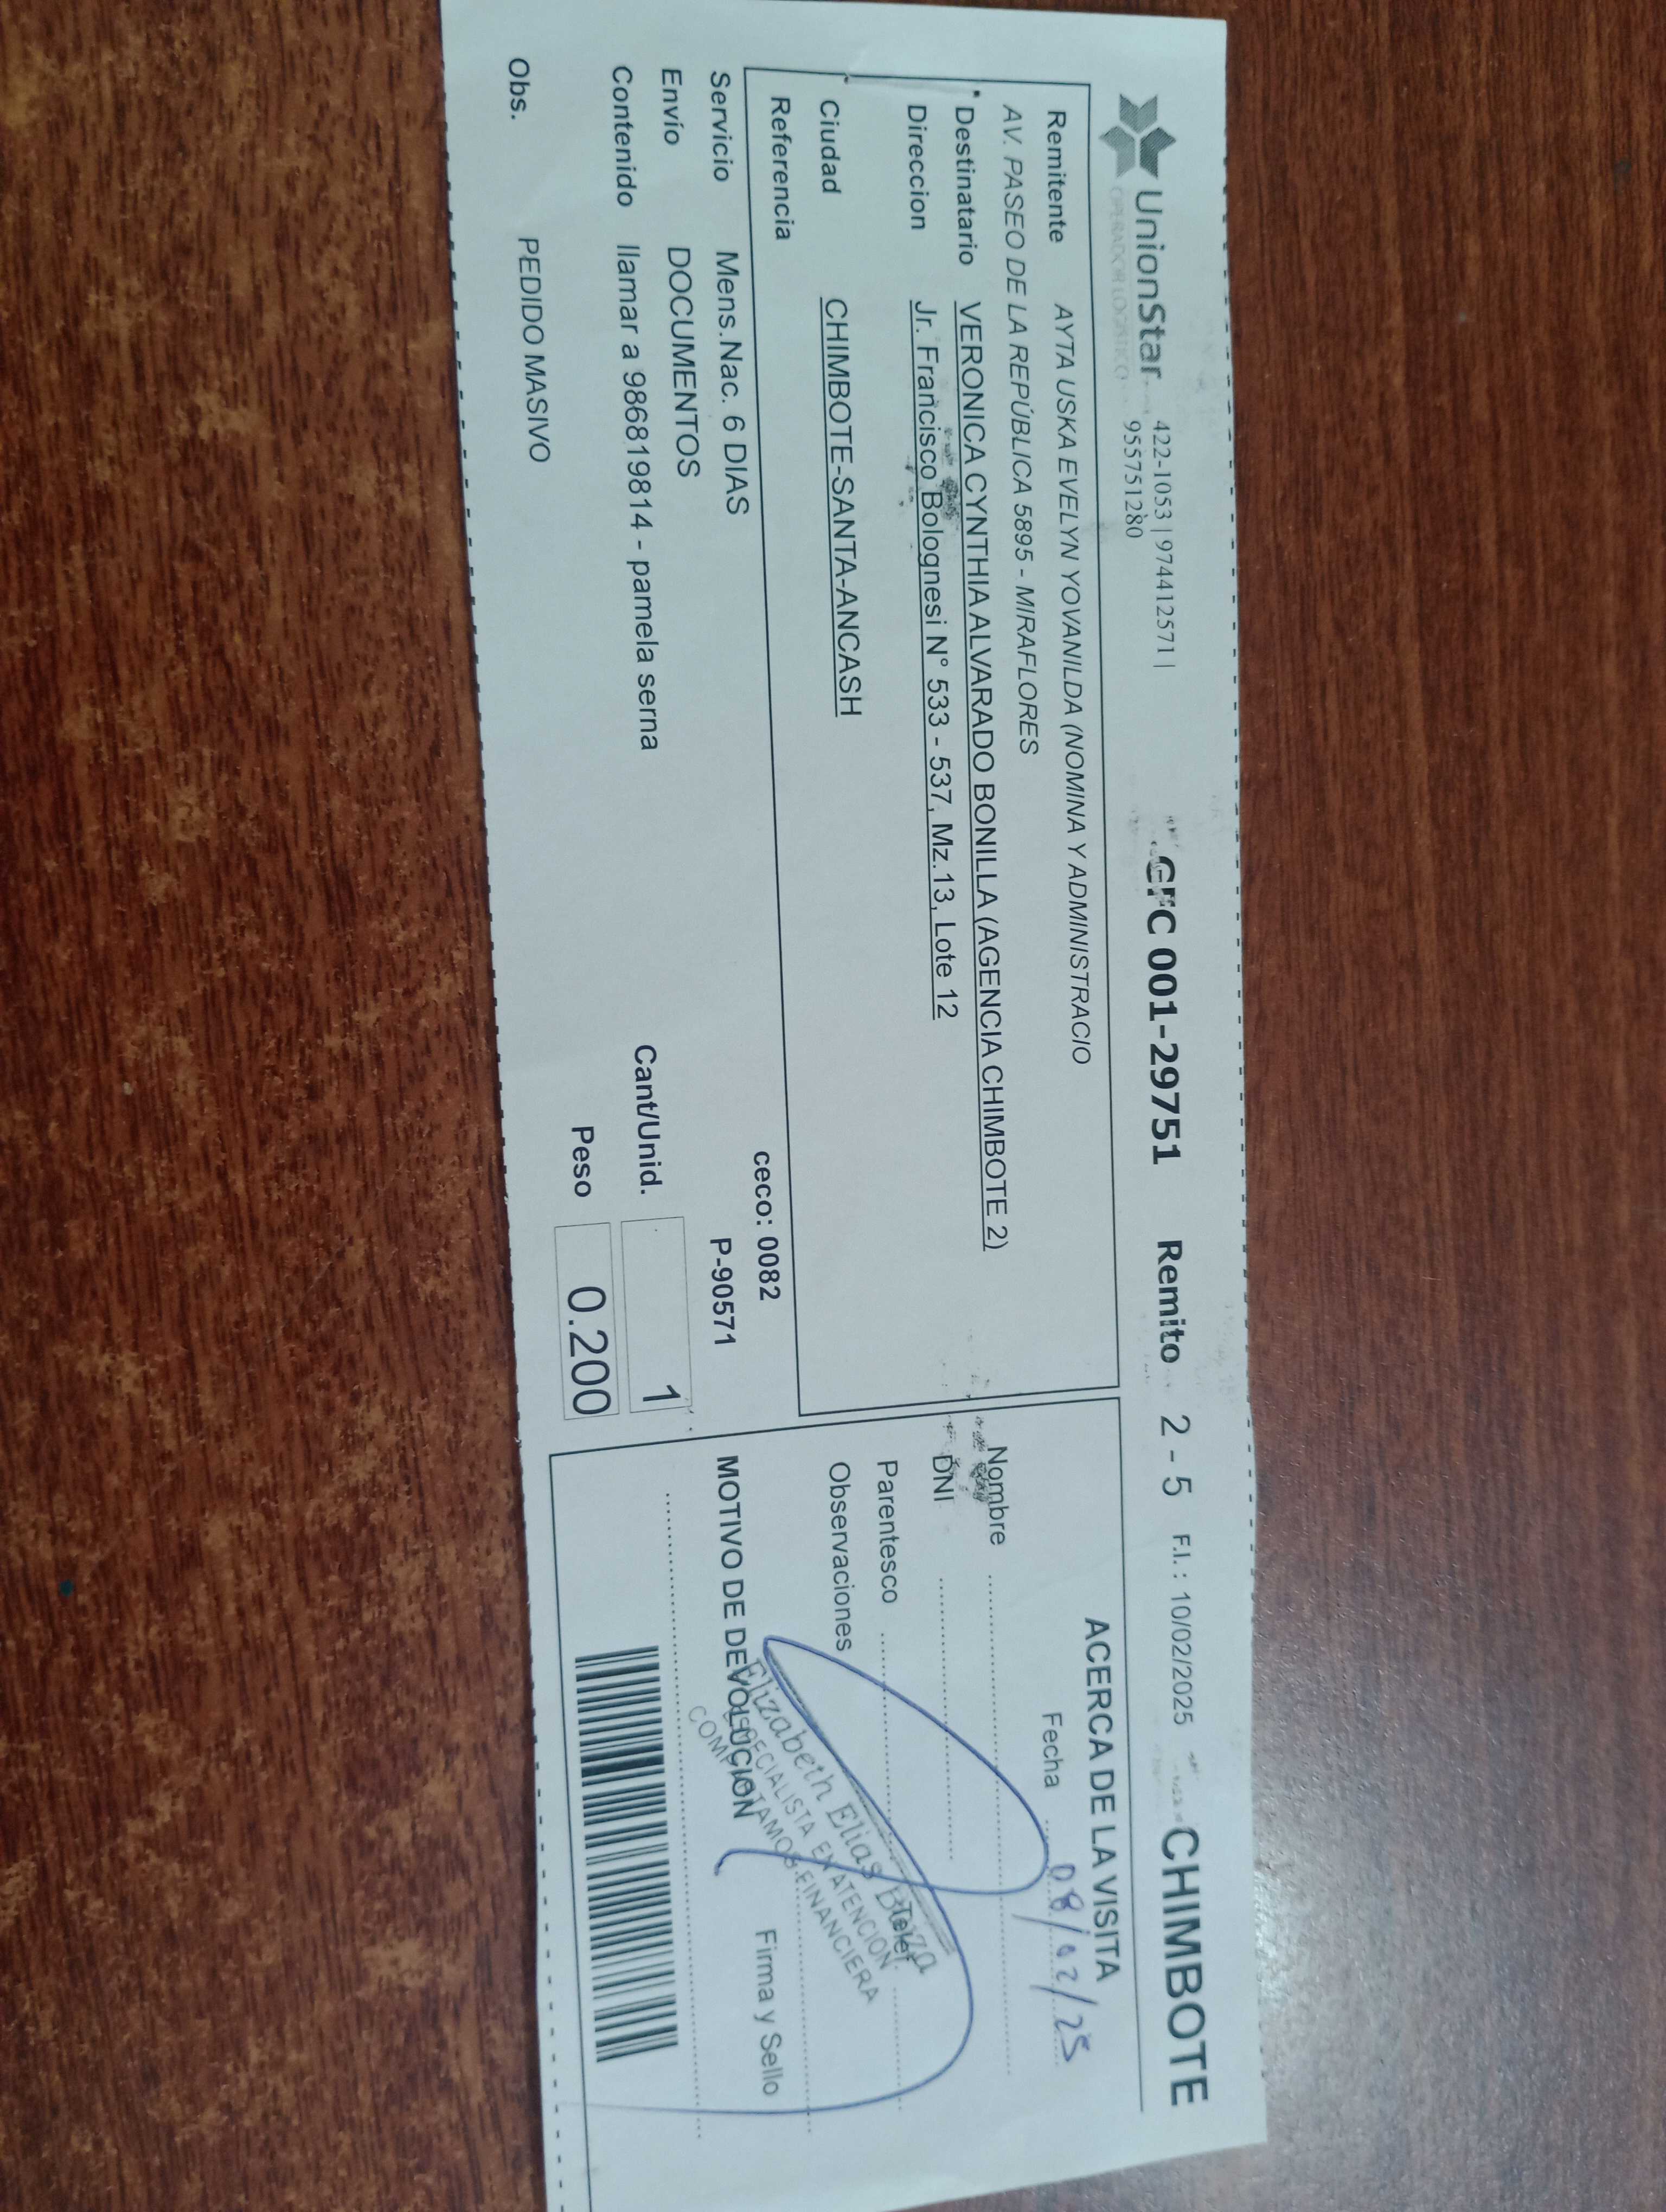 UnionStar
OPERADOR LOGISTICO
422-1053 | 974412571 |
955751280
GFC 001-29751 Remito 2 - 5 F.I. : 10/02/2025 CHIMBOTE
Remitente AYTA USKA EVELYN YOVANILDA (NOMINA Y ADMINISTRACIO
AV. PASEO DE LA REPÚBLICA 5895 - MIRAFLORES
Destinatario VERONICA CYNTHIA ALVARADO BONILLA (AGENCIA CHIMBOTE 2)
Direccion Jr. Francisco Bolognesi N° 533 - 537, Mz.13, Lote 12
Ciudad CHIMBOTE-SANTA-ANCASH
Referencia
ceco: 0082
Servicio Mens.Nac. 6 DIAS P-90571
Envío DOCUMENTOS
Contenido llamar a 986819814 - pamela serna Cant/Unid. 1
Peso 0.200
Obs. PEDIDO MASIVO
ACERCA DE LA VISITA
Fecha 08/02/25
Nombre
DNI
Telef.
Parentesco
Observaciones
Firma y Sello
MOTIVO DE DEVOLUCION
Elizabeth Elias
ESPECIALISTA EN ATENCION
COMPARTAMOS FINANCIERA